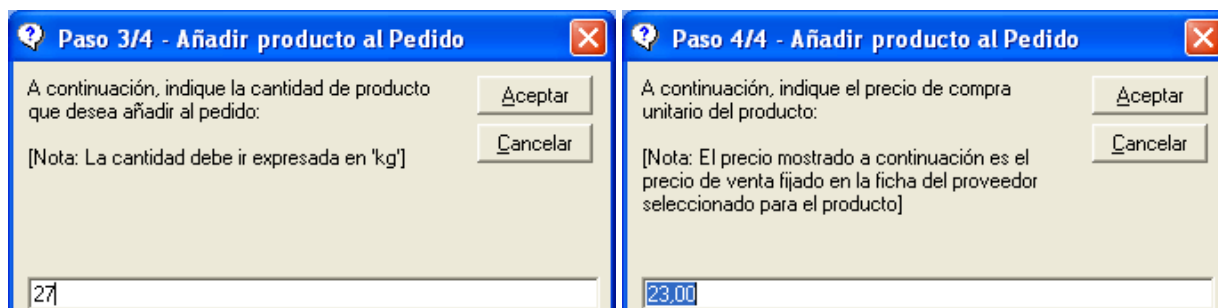 Paso 3/4 - Añadir producto al Pedido
A continuación, indique la cantidad de producto
que desea añadir al pedido:
[Nota: La cantidad debe ir expresada en 'kg']
Aceptar
Cancelar
27
Paso 4/4 - Añadir producto al Pedido
A continuación, indique el precio de compra
unitario del producto:
[Nota: El precio mostrado a continuación es el
precio de venta fijado en la ficha del proveedor
seleccionado para el producto]
Aceptar
Cancelar
23,00